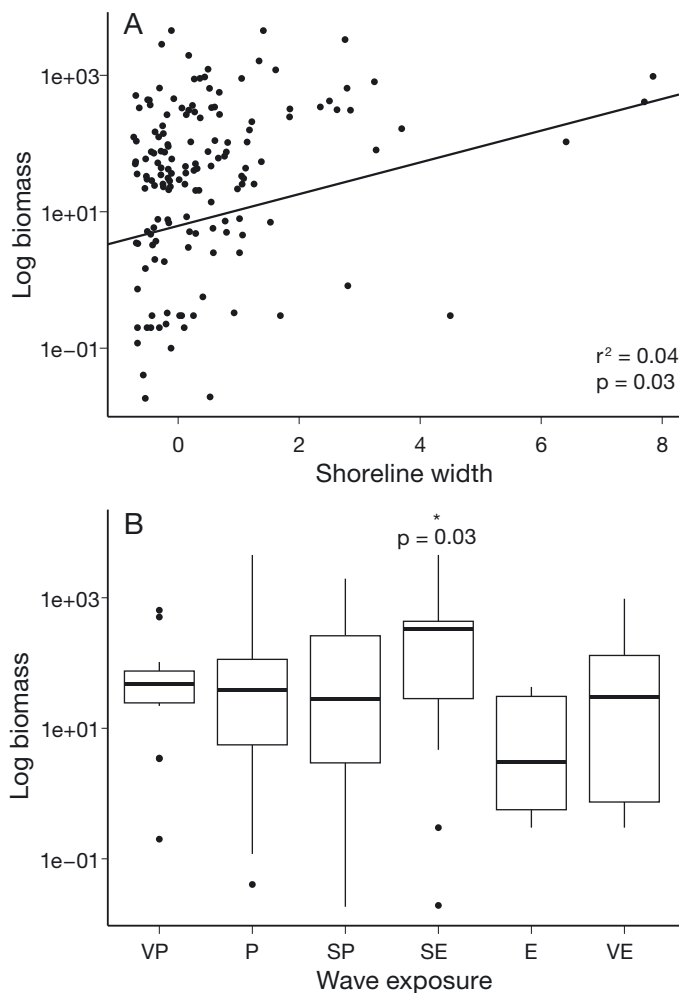 A
Log biomass
1e+03
1e+01
1e−01
r² = 0.04
p = 0.03
0 2 4 6 8
Shoreline width
B
*
p = 0.03
Log biomass
1e+03
1e+01
1e−01
VP P SP SE E VE
Wave exposure